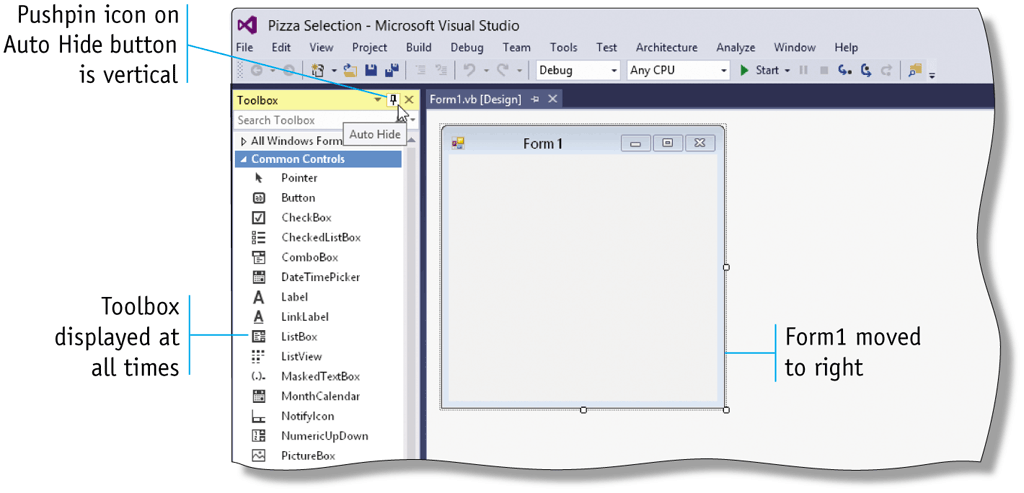 Pushpin icon on
Auto Hide button
is vertical
Pizza Selection - Microsoft Visual Studio
File Edit View Project Build Debug Team Tools Test Architecture Analyze Window Help
Debug Any CPU Start
Toolbox
Form1.vb [Design]
Search Toolbox
Auto Hide
All Windows Form
Common Controls
Form1
Pointer
Button
CheckBox
CheckedListBox
ComboBox
DateTimePicker
Label
LinkLabel
ListBox
ListView
MaskedTextBox
MonthCalendar
NotifyIcon
NumericUpDown
PictureBox
Toolbox
displayed at
all times
Form1 moved
to right